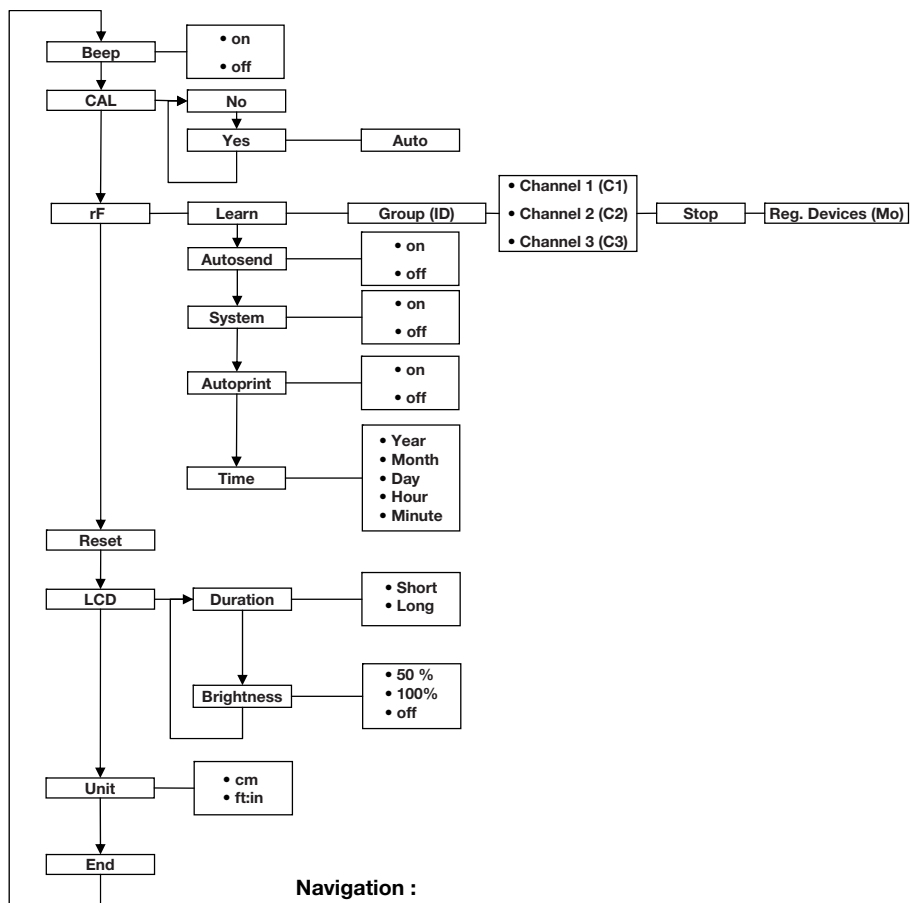 Beep
• on
• off
CAL
No
Yes
Auto
rF
Learn
Group (ID)
• Channel 1 (C1)
• Channel 2 (C2)
• Channel 3 (C3)
Stop
Reg. Devices (Mo)
Autosend
• on
• off
System
• on
• off
Autoprint
• on
• off
Time
• Year
• Month
• Day
• Hour
• Minute
Reset
LCD
Duration
• Short
• Long
Brightness
• 50 %
• 100%
• off
Unit
• cm
• ft:in
End
Navigation :